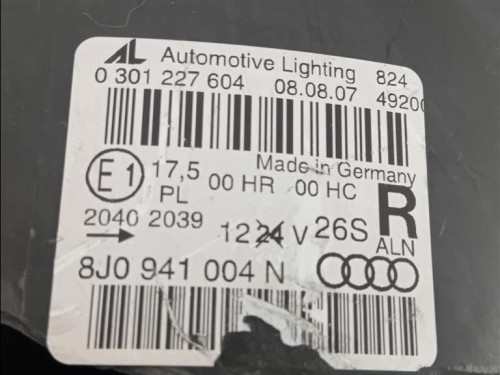 AL Automotive Lighting 824
0 301 227 604 08.08.07 4920
Made in Germany
E1 17,5 00 HR 00 HC R
PL
2040 2039 12 24 V 26S ALN
8J0 941 004 N